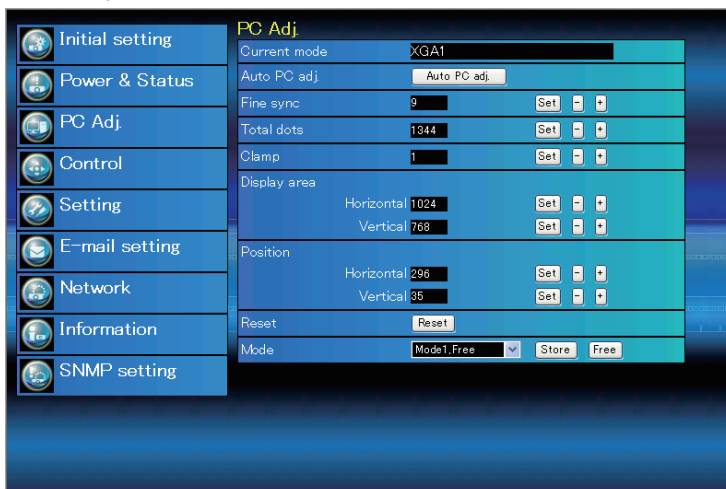 Initial setting
Power & Status
PC Adj.
Control
Setting
E-mail setting
Network
Information
SNMP setting
PC Adj.
Current mode XGA1
Auto PC adj. Auto PC adj.
Fine sync 9 Set - +
Total dots 1344 Set - +
Clamp 1 Set - +
Display area
Horizontal 1024 Set - +
Vertical 768 Set - +
Position
Horizontal 296 Set - +
Vertical 35 Set - +
Reset Reset
Mode Mode1,Free Store Free